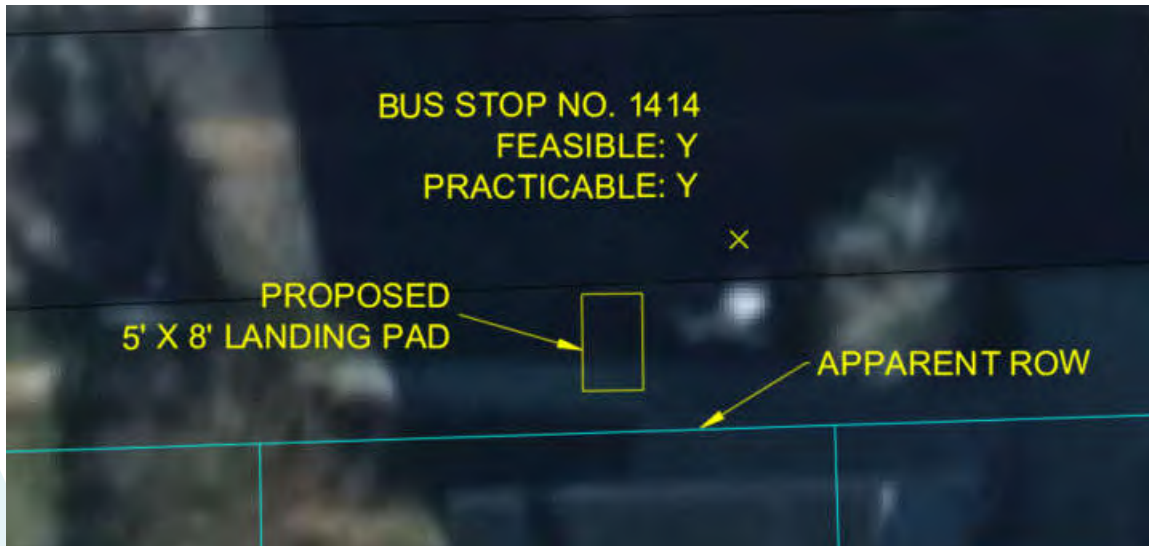 BUS STOP NO. 1414
FEASIBLE: Y
PRACTICABLE: Y
PROPOSED
5' X 8' LANDING PAD
APPARENT ROW